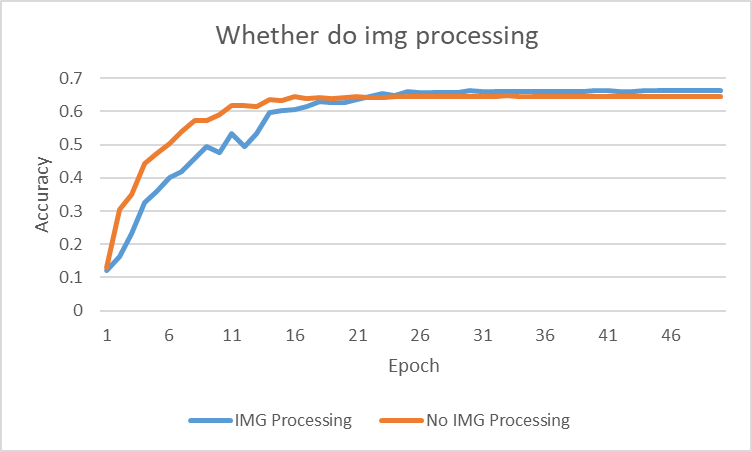 Whether do img processing
0.7
0.6
0.5
0.4
0.3
0.2
0.1
0
Accuracy
1 6 11 16 21 26 31 36 41 46
Epoch
IMG Processing No IMG Processing